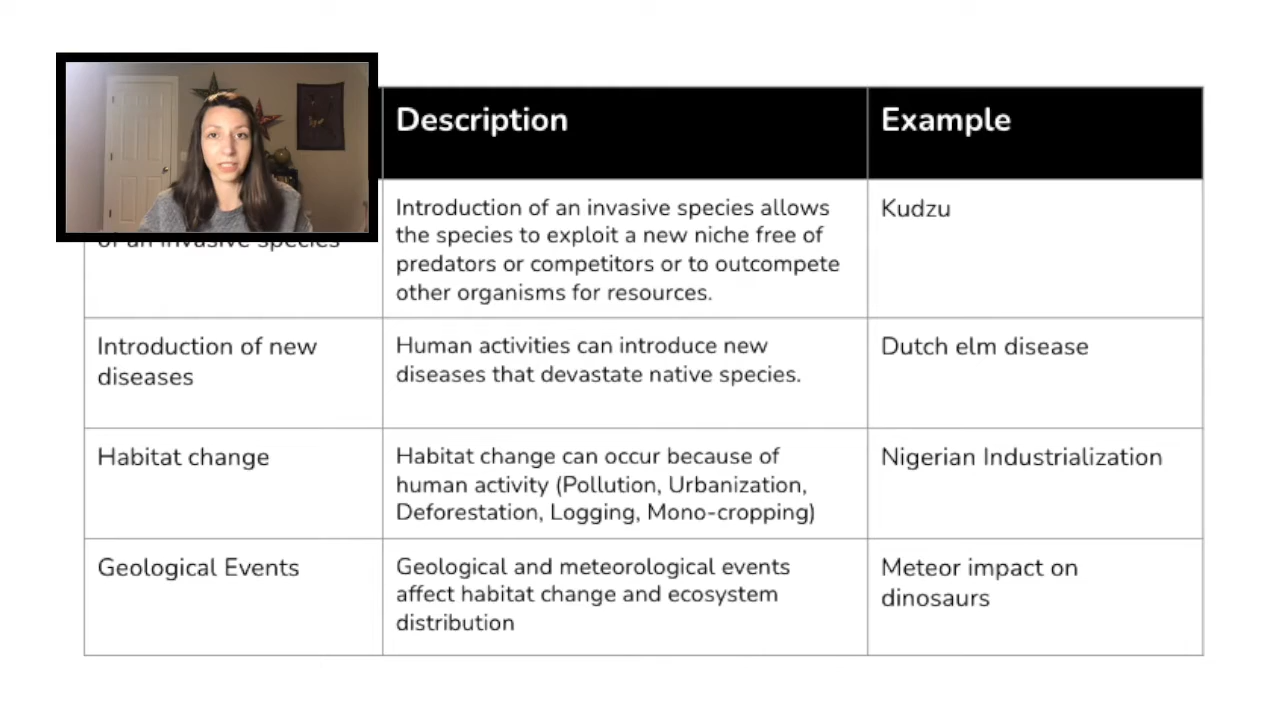 Description
Example
of an invasive species
Introduction of an invasive species allows
the species to exploit a new niche free of
predators or competitors or to outcompete
other organisms for resources.
Kudzu
Introduction of new
diseases
Human activities can introduce new
diseases that devastate native species.
Dutch elm disease
Habitat change
Habitat change can occur because of
human activity (Pollution, Urbanization,
Deforestation, Logging, Mono-cropping)
Nigerian Industrialization
Geological Events
Geological and meteorological events
affect habitat change and ecosystem
distribution
Meteor impact on
dinosaurs